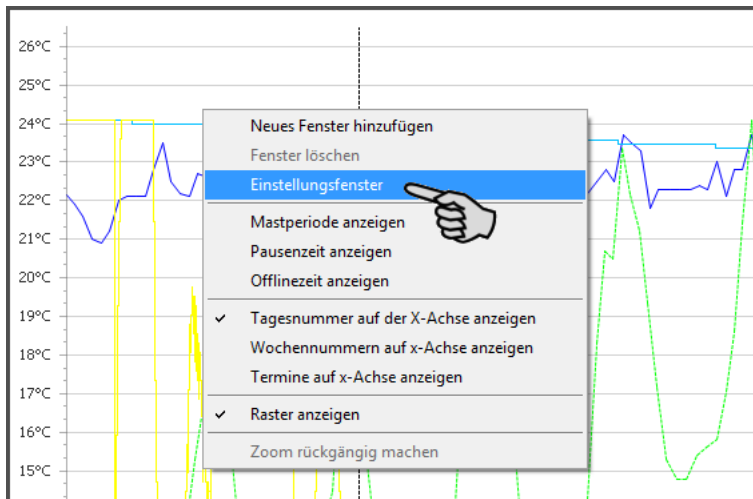 26°C
25°C
24°C
23°C
22°C
21°C
20°C
19°C
18°C
17°C
16°C
15°C
Neues Fenster hinzufügen
Fenster löschen
Einstellungsfenster
Mastperiode anzeigen
Pausenzeit anzeigen
Offlinezeit anzeigen
Tagesnummer auf der X-Achse anzeigen
Wochennummern auf x-Achse anzeigen
Termine auf x-Achse anzeigen
Raster anzeigen
Zoom rückgängig machen